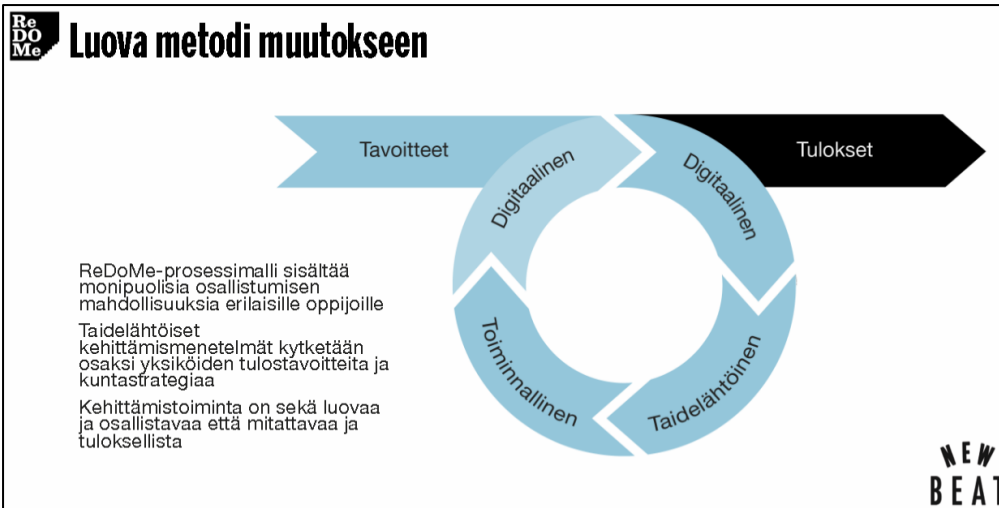 Re
DO
Me
Luova metodi muutokseen
Tavoitteet
Tulokset
Digitaalinen
Digitaalinen
Taidelähtöinen
Toiminnallinen
ReDoMe-prosessimalli sisältää
monipuolisia osallistumisen
mahdollisuuksia erilaisille oppijoille
Taidelähtöiset
kehittämismenetelmät kytketään
osaksi yksiköiden tulostavoitteita ja
kuntastrategiaa
Kehittämistoiminta on sekä luovaa
ja osallistavaa että mitattavaa ja
tuloksellista
NEW
BEAT